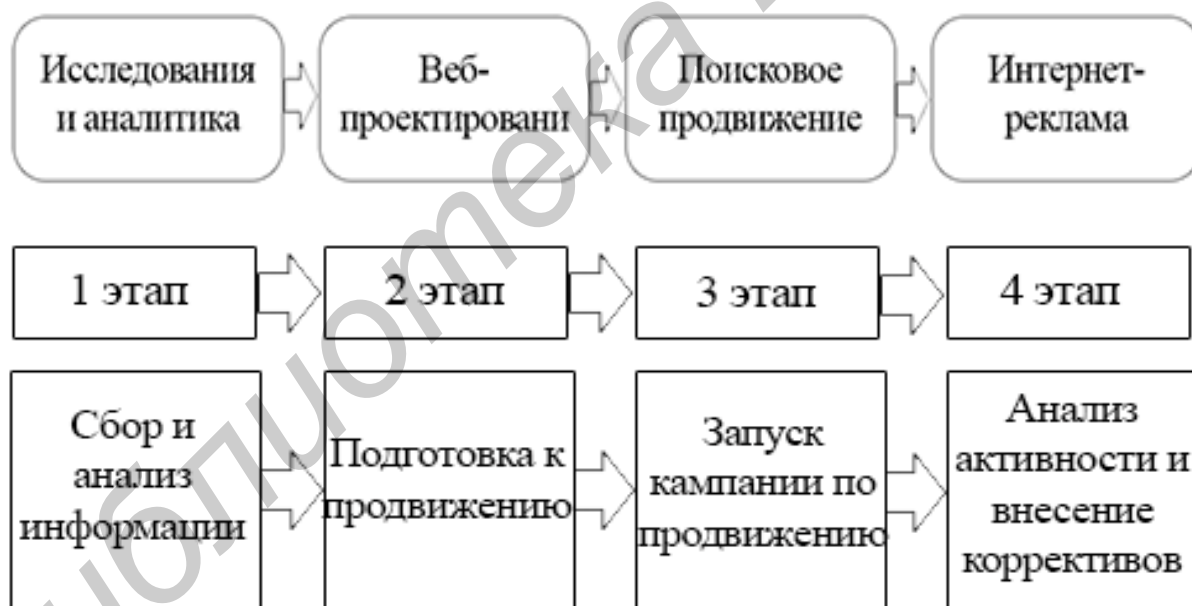 Исследования
и аналитика
Веб-
проектировани
Поисковое
продвижение
Интернет-
реклама
1 этап
2 этап
3 этап
4 этап
Сбор и
анализ
информации
Подготовка к
продвижению
Запуск
кампании по
продвижению
Анализ
активности и
внесение
коррективов